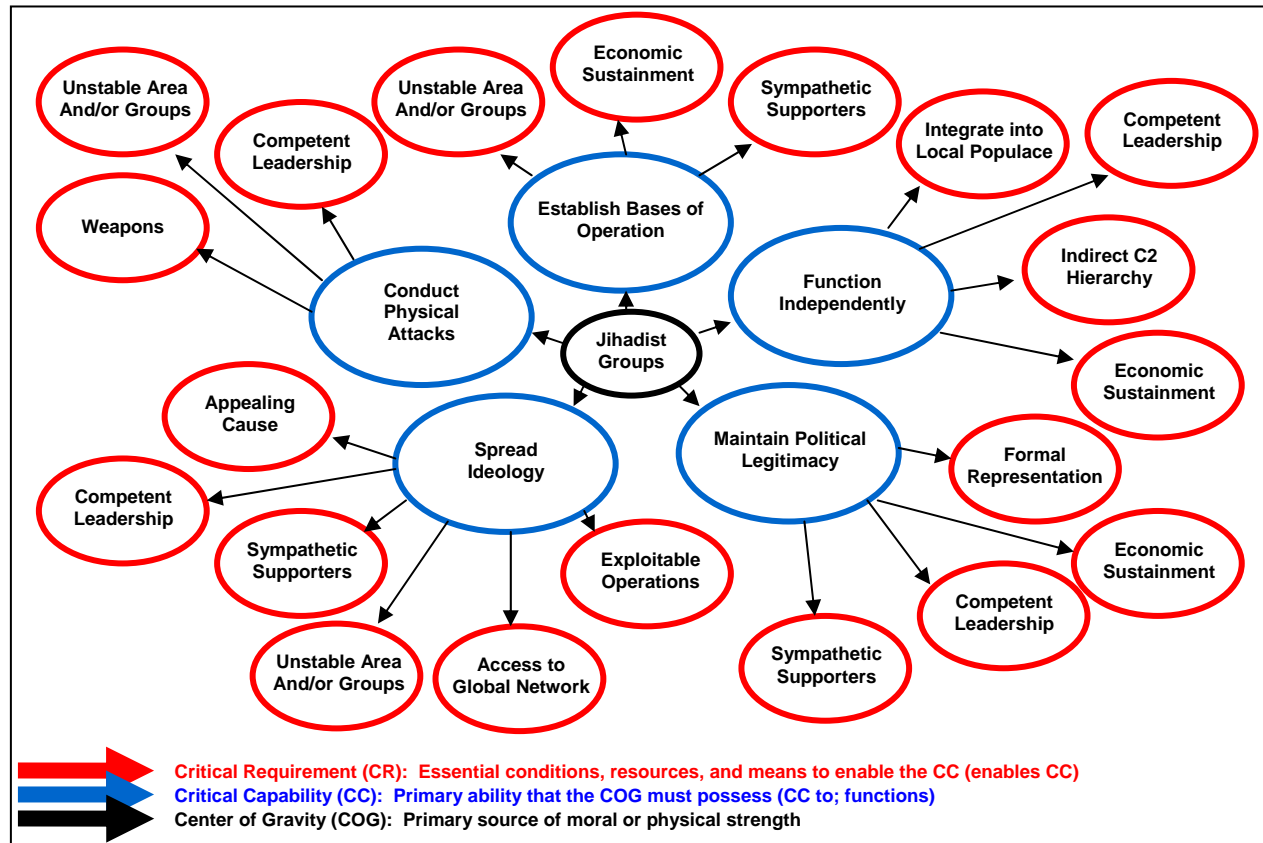 Economic
Sustainment
Unstable Area
And/or Groups
Unstable Area
And/or Groups
Sympathetic
Supporters
Competent
Leadership
Integrate into
Local Populace
Competent
Leadership
Weapons
Establish Bases of
Operation
Indirect C2
Hierarchy
Conduct
Physical
Attacks
Function
Independently
Jihadist
Groups
Economic
Sustainment
Appealing
Cause
Spread
Ideology
Maintain Political
Legitimacy
Formal
Representation
Competent
Leadership
Sympathetic
Supporters
Exploitable
Operations
Economic
Sustainment
Competent
Leadership
Unstable Area
And/or Groups
Access to
Global Network
Sympathetic
Supporters
Critical Requirement (CR): Essential conditions, resources, and means to enable the CC (enables CC)
Critical Capability (CC): Primary ability that the COG must possess (CC to; functions)
Center of Gravity (COG): Primary source of moral or physical strength